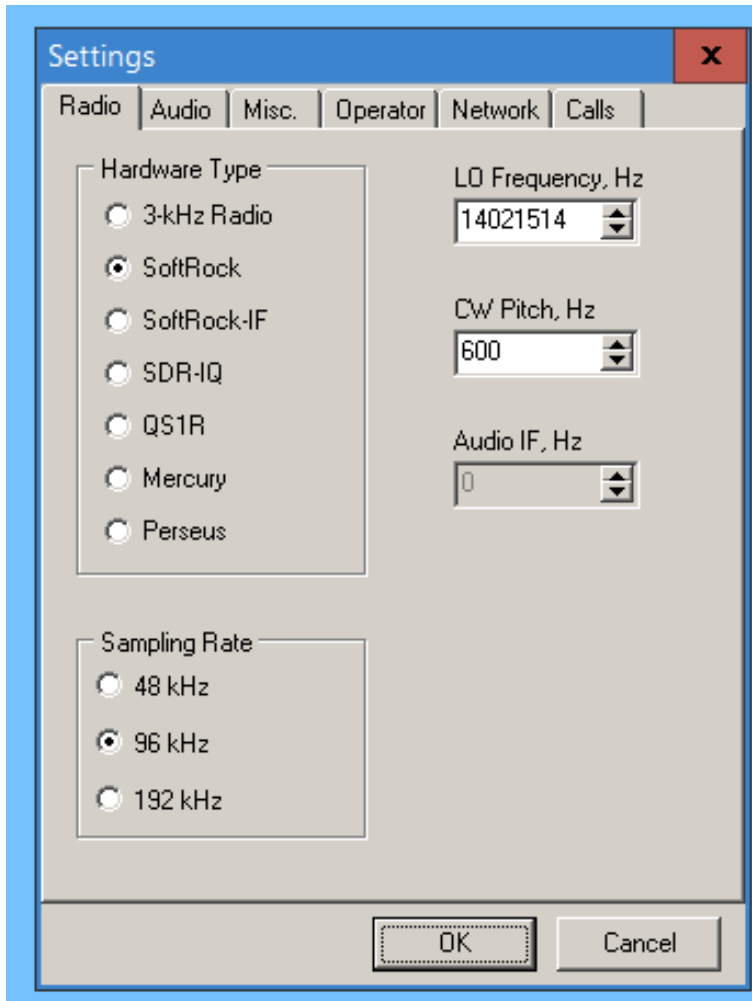 Settings
x
Radio Audio Misc. Operator Network Calls
Hardware Type
3-kHz Radio
SoftRock
SoftRock-IF
SDR-IQ
QS1R
Mercury
Perseus
LO Frequency, Hz
14021514
CW Pitch, Hz
600
Audio IF, Hz
0
Sampling Rate
48 kHz
96 kHz
192 kHz
OK Cancel